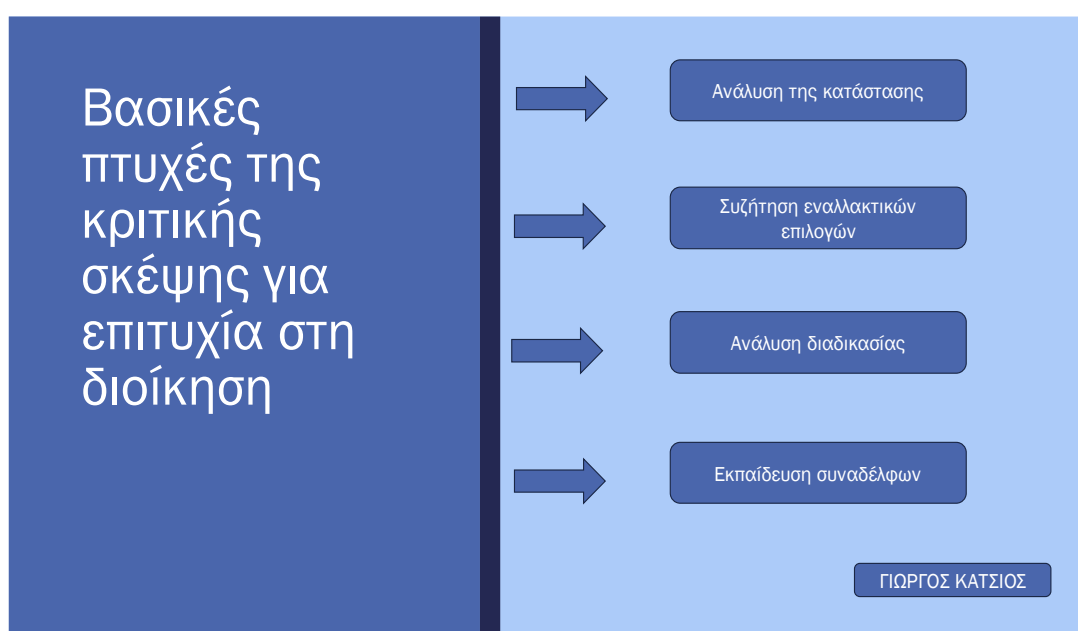 Βασικές
πτυχές της
κριτικής
σκέψης για
επιτυχία στη
διοίκηση
Ανάλυση της κατάστασης
Συζήτηση εναλλακτικών
επιλογών
Ανάλυση διαδικασίας
Εκπαίδευση συναδέλφων
ΓΙΩΡΓΟΣ ΚΑΤΣΙΟΣ